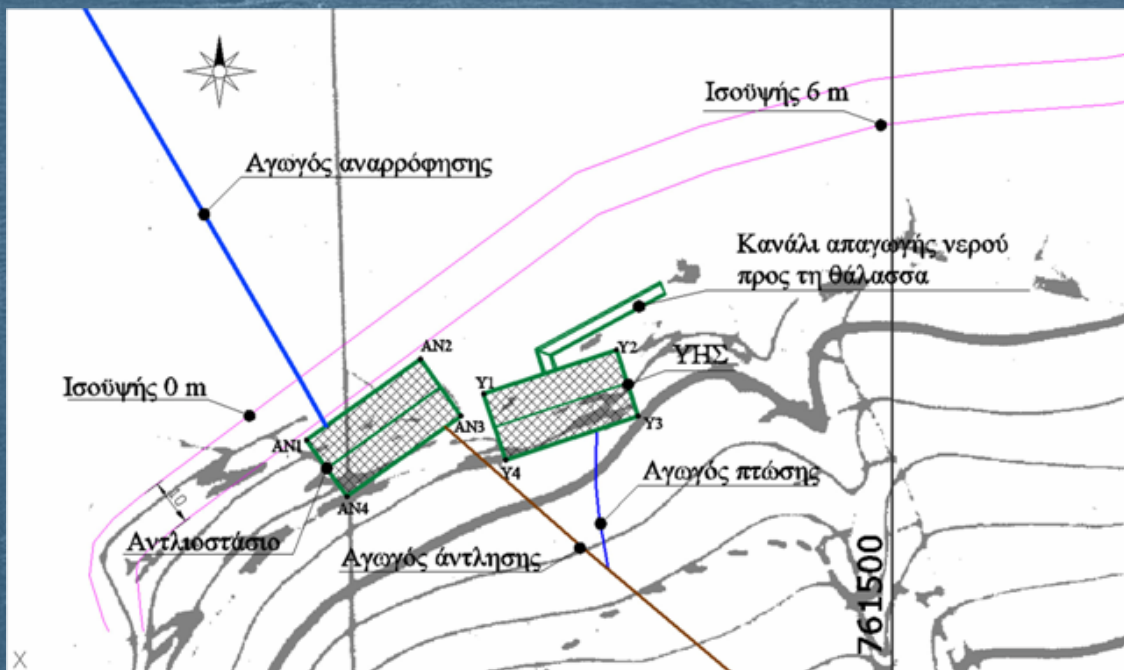 Ισοϋψής 6 m
Αγωγός αναρρόφησης
Κανάλι απαγωγής νερού
προς τη θάλασσα
AN2
Y2
ΥΗΣ
Ισοϋψής 0 m
Y1
AN3
Y3
AN1
Y4
Αγωγός πτώσης
AN4
10
Αντλιοστάσιο
Αγωγός άντλησης
761500
X